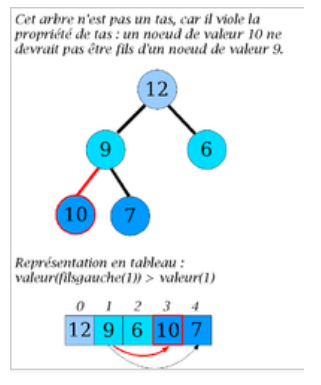 Cet arbre n'est pas un tas, car il viole la
propriété de tas : un noeud de valeur 10 ne
devrait pas être fils d'un noeud de valeur 9.
12
9 6
10 7
Représentation en tableau :
valeur(filsgauche(1)) > valeur(1)
0 1 2 3 4
12 9 6 10 7